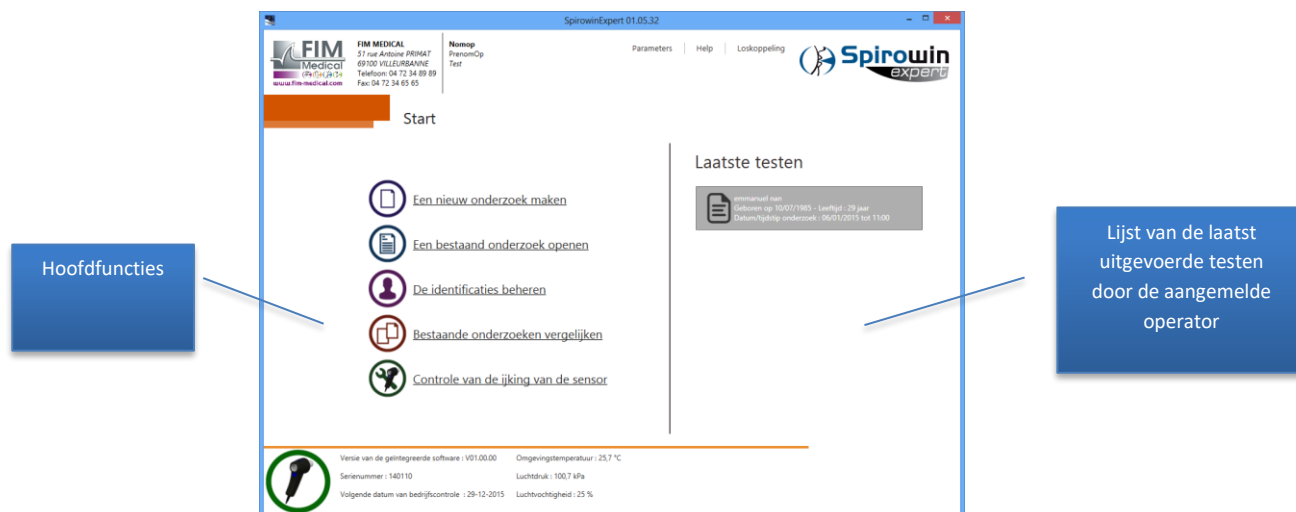 SpirowinExpert 01.05.32
FIM
Medical
www.fim-medical.com
FIM MEDICAL
51 rue Antoine PRIMAT
69100 VILLEURBANNE
Telefoon: 04 72 34 89 89
Fax: 04 72 34 65 65
Nomop
PrenomOp
Test
Parameters | Help | Loskoppeling
Spirowin
expert
Start
Een nieuw onderzoek maken
Een bestaand onderzoek openen
De identificaties beheren
Bestaande onderzoeken vergelijken
Controle van de ijking van de sensor
Laatste testen
emmanuel nan
Geboren op 10/07/1985 - Leeftijd : 29 jaar
Datum/tijdstip onderzoek : 06/01/2015 tot 11:00
Hoofdfuncties
Lijst van de laatst
uitgevoerde testen
door de aangemelde
operator
Versie van de geïntegreerde software : V01.00.00
Serienummer : 140110
Volgende datum van bedrijfscontrole : 29-12-2015
Omgevingstemperatuur : 25,7 °C
Luchtdruk : 100,7 kPa
Luchtvochtigheid : 25 %